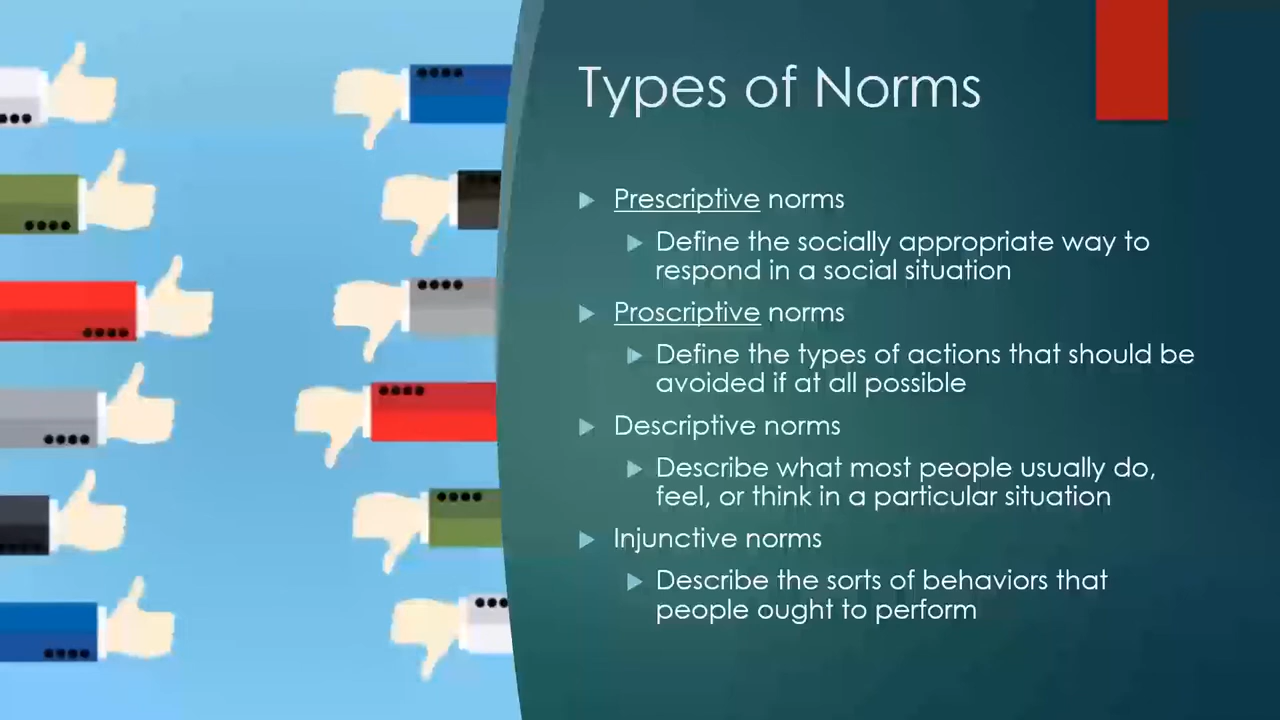 Types of Norms
Prescriptive norms
Define the socially appropriate way to
respond in a social situation
Proscriptive norms
Define the types of actions that should be
avoided if at all possible
Descriptive norms
Describe what most people usually do,
feel, or think in a particular situation
Injunctive norms
Describe the sorts of behaviors that
people ought to perform